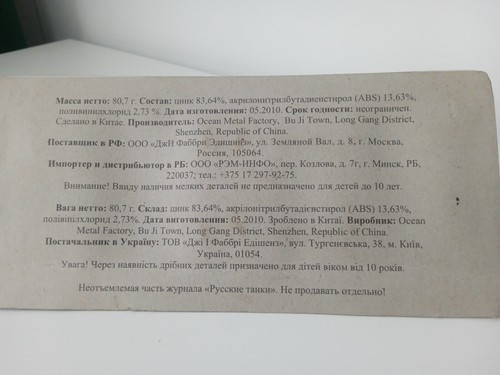 Масса нетто: 80,7 г. Состав: цинк 83,64%, акрилонитрилбутадиенстирол (ABS) 13,63%,
поливинилхлорид 2,73 %. Дата изготовления: 05.2010. Срок годности: неограничен.
Сделано в Китае. Производитель: Ocean Metal Factory, Bu Ji Town, Long Gang District,
Shenzhen, Republic of China.
Поставщик в РФ: ООО «ДжИ Фаббри Эдишинз», ул. Земляной Вал, д. 8, г. Москва,
Россия, 105064.
Импортер и дистрибьютор в РБ: ООО «РЭМ-ИНФО», пер. Козлова, д. 7г, г. Минск, РБ,
220037; тел.: +375 17 297-92-75.
Внимание! Ввиду наличия мелких деталей не предназначено для детей до 10 лет.
Вага нетто: 80,7 г. Склад: цинк 83,64%, акрілонітрілбутадієнстірол (ABS) 13,63%,
полівінілхлорид 2,73%. Дата виготовлення: 05.2010. Зроблено в Китаї. Виробник: Ocean
Metal Factory, Bu Ji Town, Long Gang District, Shenzhen, Republic of China.
Постачальник в Україну: ТОВ «Джі І Фаббрі Едішенз», вул. Тургенєвська, 38, м. Київ,
Україна, 01054.
Увага! Через наявність дрібних деталей призначено для дітей віком від 10 років.
Неотъемлемая часть журнала «Русские танки». Не продавать отдельно!